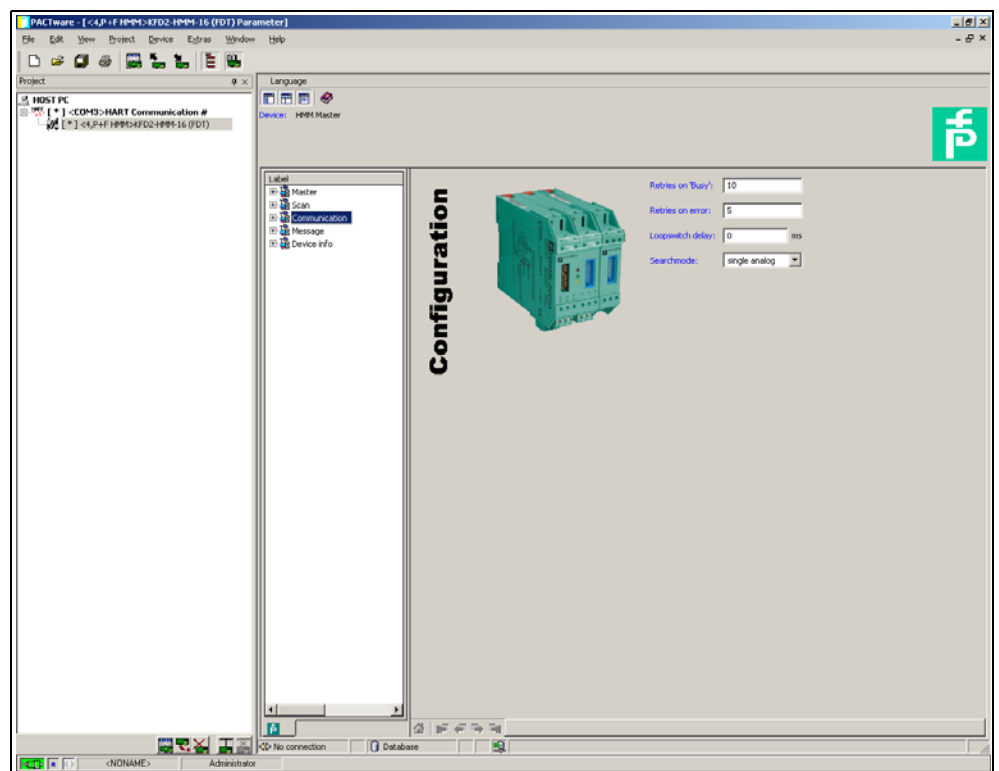 PACTware - [<4,P+F HMM>KFD2-HMM-16 (FDT) Parameter]
File Edit View Project Device Extras Window Help
Project
HOST PC
[ * ] <COM3>HART Communication #
[ * ] <4,P+F HMM>KFD2-HMM-16 (FDT)
Language
Device: HMM Master
Label
Master
Scan
Communication
Message
Device info
Configuration
Retries on 'Busy': 10
Retries on error: 5
Loopswitch delay: 0 ms
Searchmode: single analog
No connection
Database
<NONAME>
Administrator